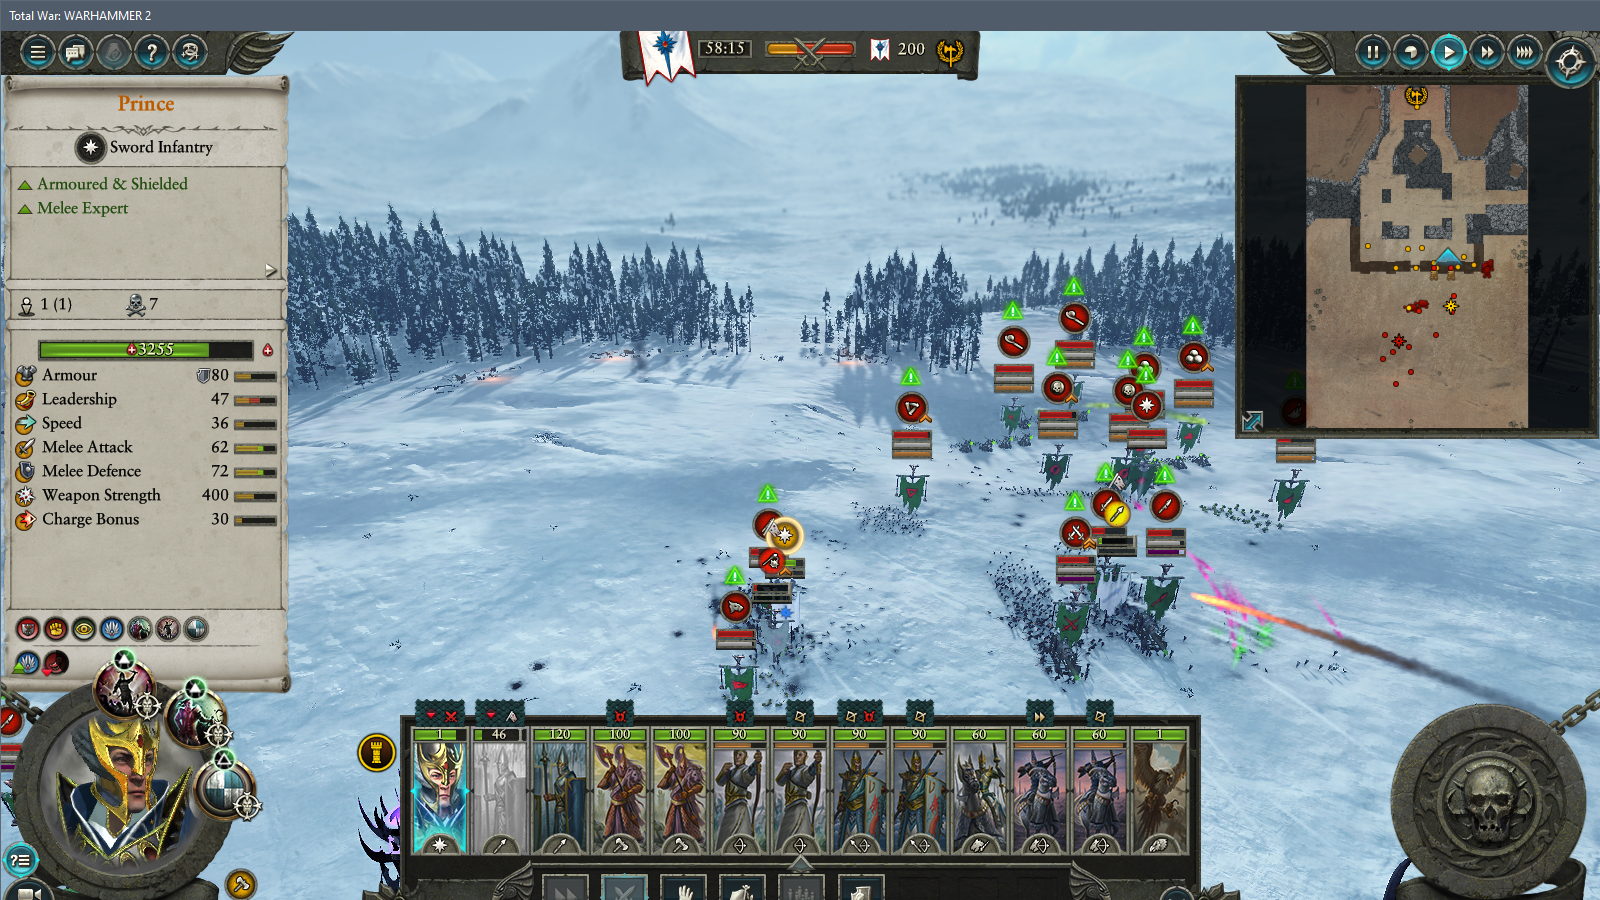 Total War: WARHAMMER 2
58:15
200
Prince
Sword Infantry
Armoured & Shielded
Melee Expert
1 (1)
7
3255
Armour 80
Leadership 47
Speed 36
Melee Attack 62
Melee Defence 72
Weapon Strength 400
Charge Bonus 30
1 46 120 100 100 90 90 90 90 60 60 60 1